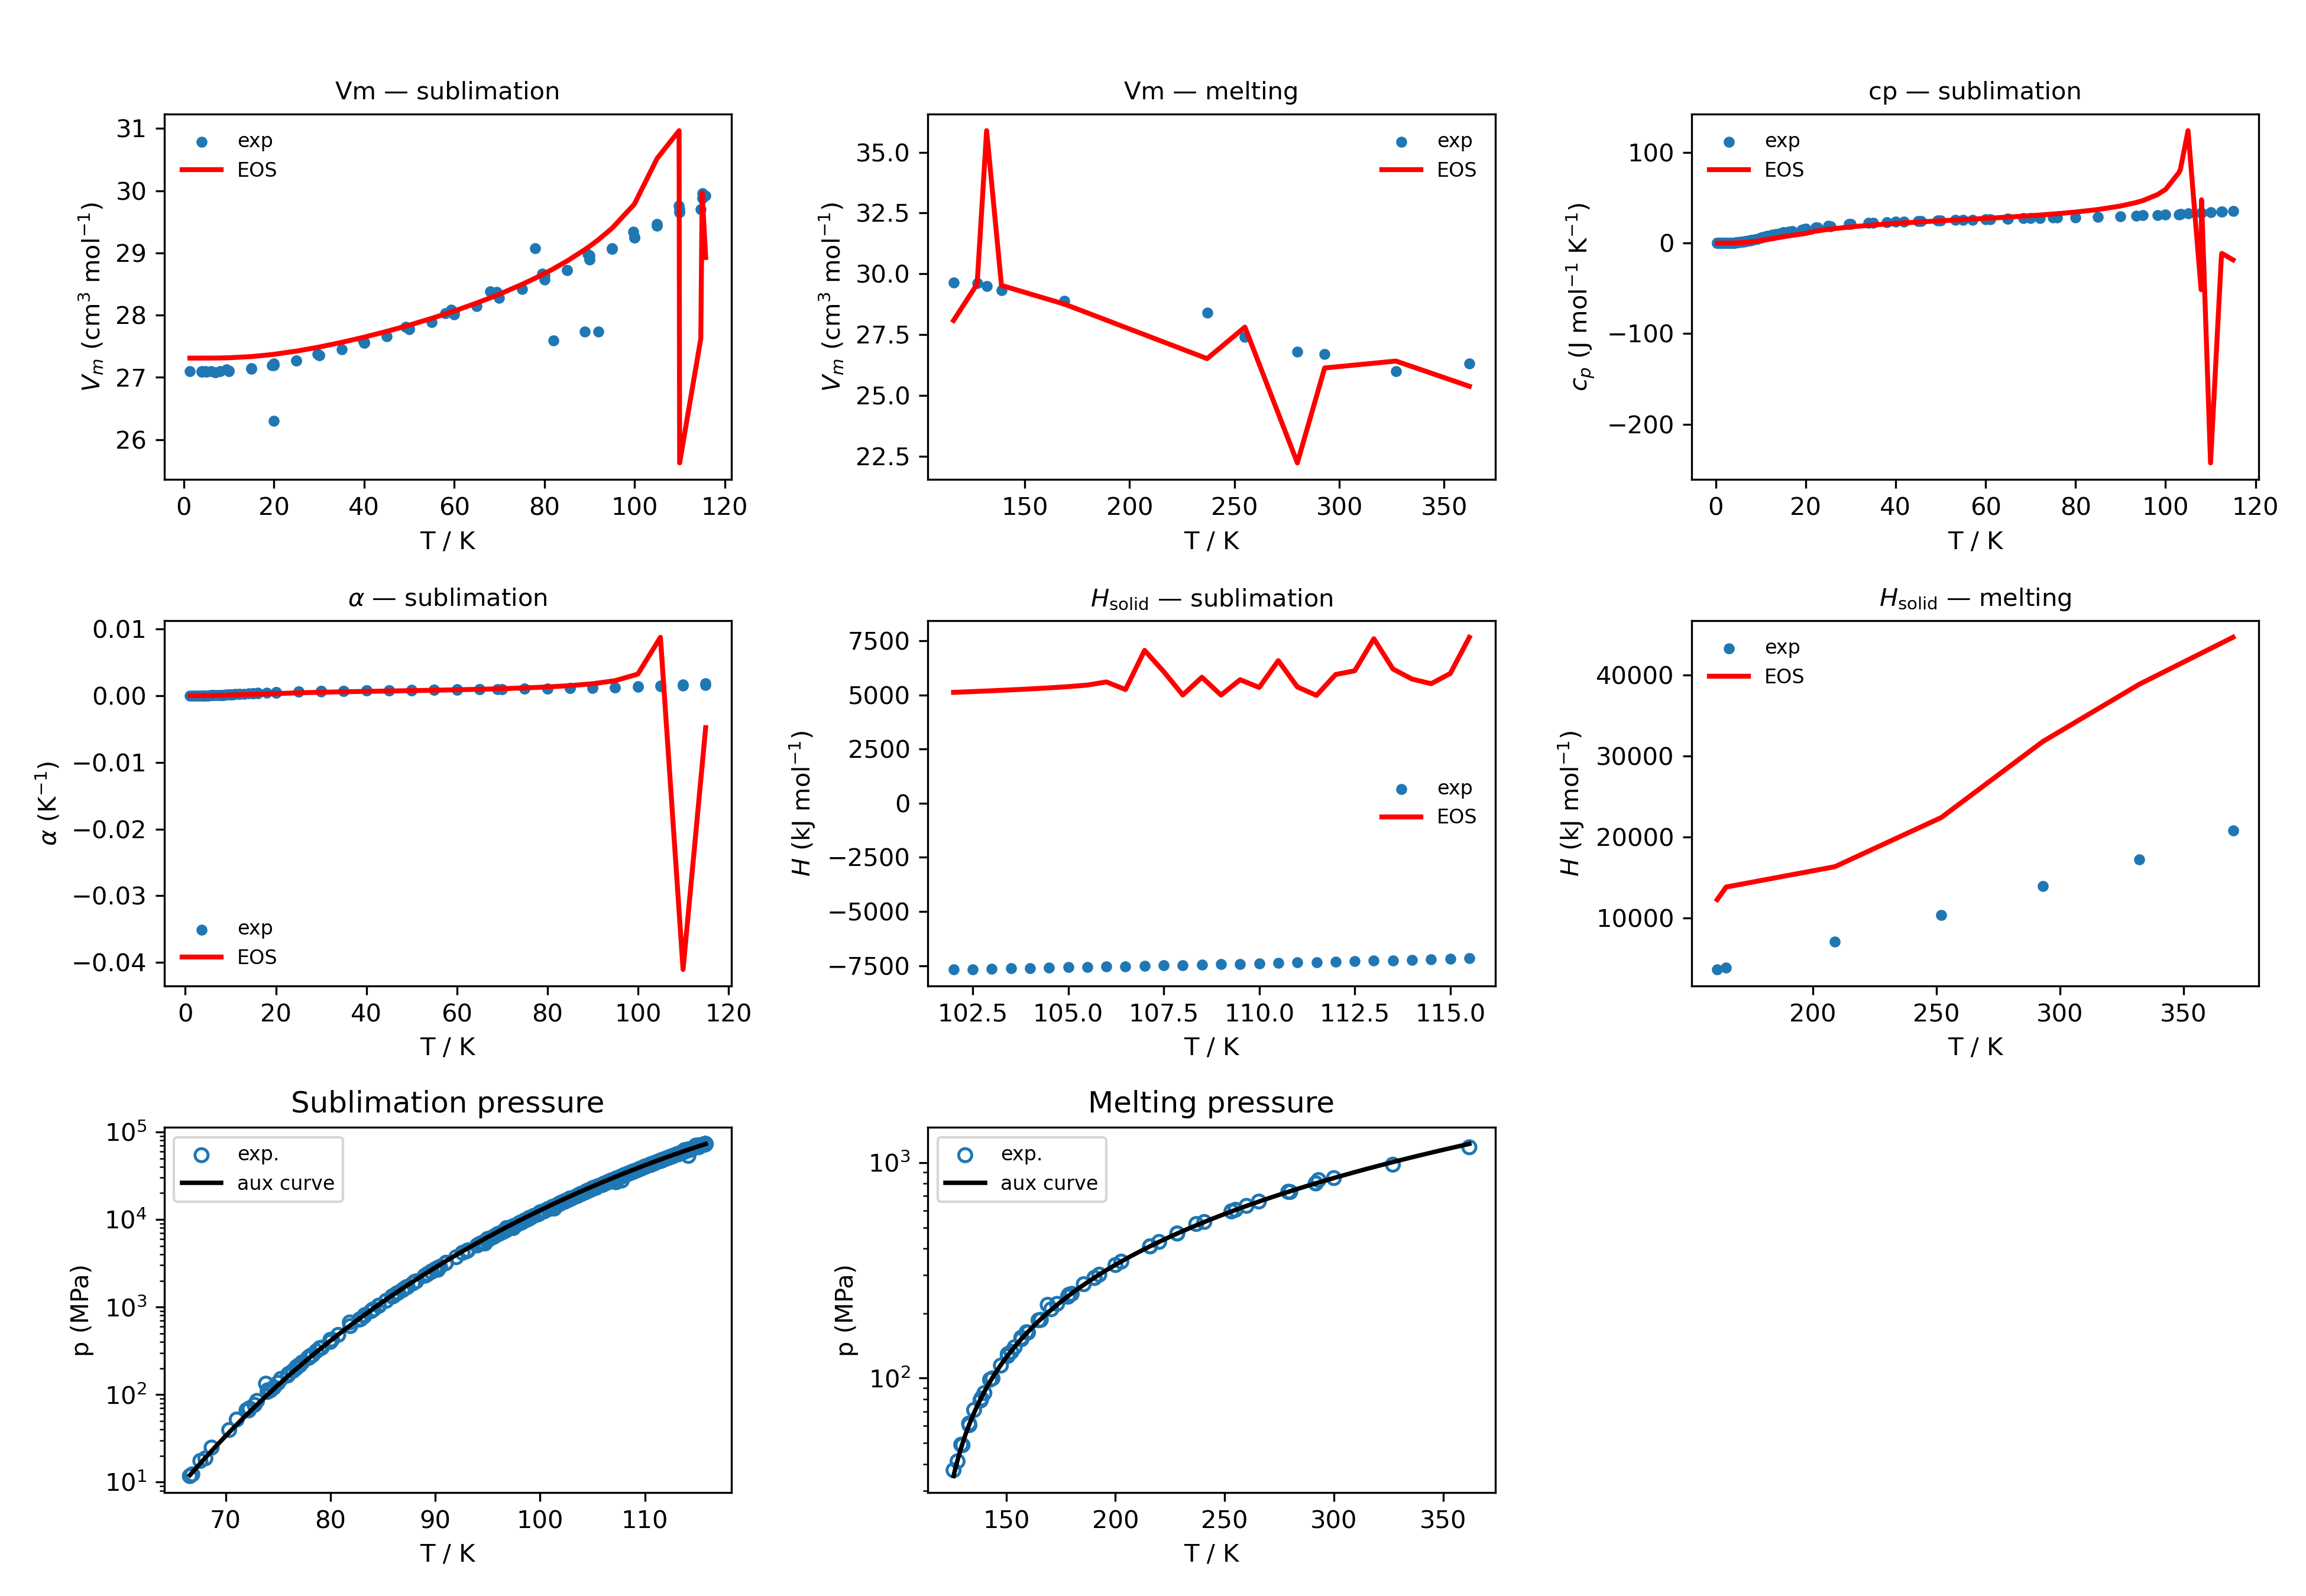 Vm — sublimation
31
30
29
28
27
26
0 20 40 60 80 100 120
T / K
V_m (cm³ mol⁻¹)
exp
EOS
Vm — melting
35.0
32.5
30.0
27.5
25.0
22.5
150 200 250 300 350
T / K
V_m (cm³ mol⁻¹)
exp
EOS
cp — sublimation
100
0
−100
−200
0 20 40 60 80 100 120
T / K
c_p (J mol⁻¹ K⁻¹)
exp
EOS
α — sublimation
0.01
0.00
−0.01
−0.02
−0.03
−0.04
0 20 40 60 80 100 120
T / K
α (K⁻¹)
exp
EOS
H_solid — sublimation
7500
5000
2500
0
−2500
−5000
−7500
102.5 105.0 107.5 110.0 112.5 115.0
T / K
H (kJ mol⁻¹)
exp
EOS
H_solid — melting
40000
30000
20000
10000
200 250 300 350
T / K
H (kJ mol⁻¹)
exp
EOS
Sublimation pressure
10⁵
10⁴
10³
10²
10¹
70 80 90 100 110
T / K
p (MPa)
exp.
aux curve
Melting pressure
10³
10²
150 200 250 300 350
T / K
p (MPa)
exp.
aux curve